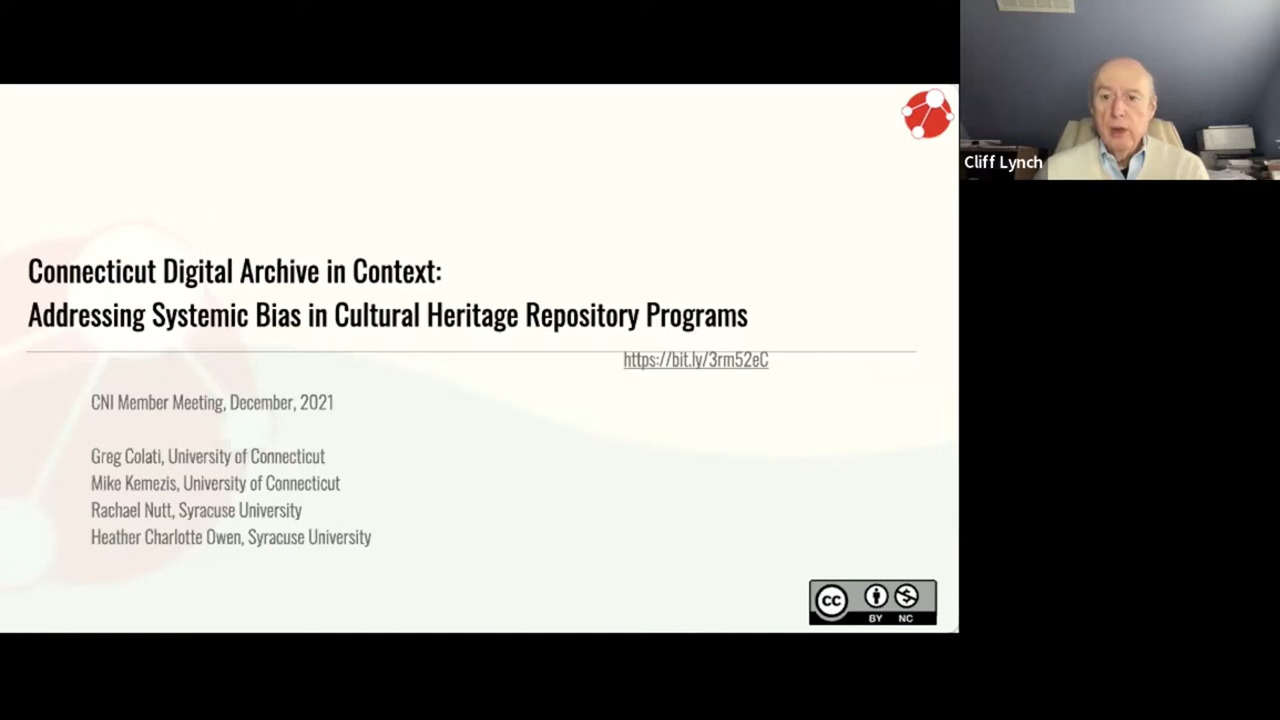 Cliff Lynch
Connecticut Digital Archive in Context:
Addressing Systemic Bias in Cultural Heritage Repository Programs
https://bit.ly/3rm52eC
CNI Member Meeting, December, 2021
Greg Colati, University of Connecticut
Mike Kemezis, University of Connecticut
Rachael Nutt, Syracuse University
Heather Charlotte Owen, Syracuse University
CC
BY NC